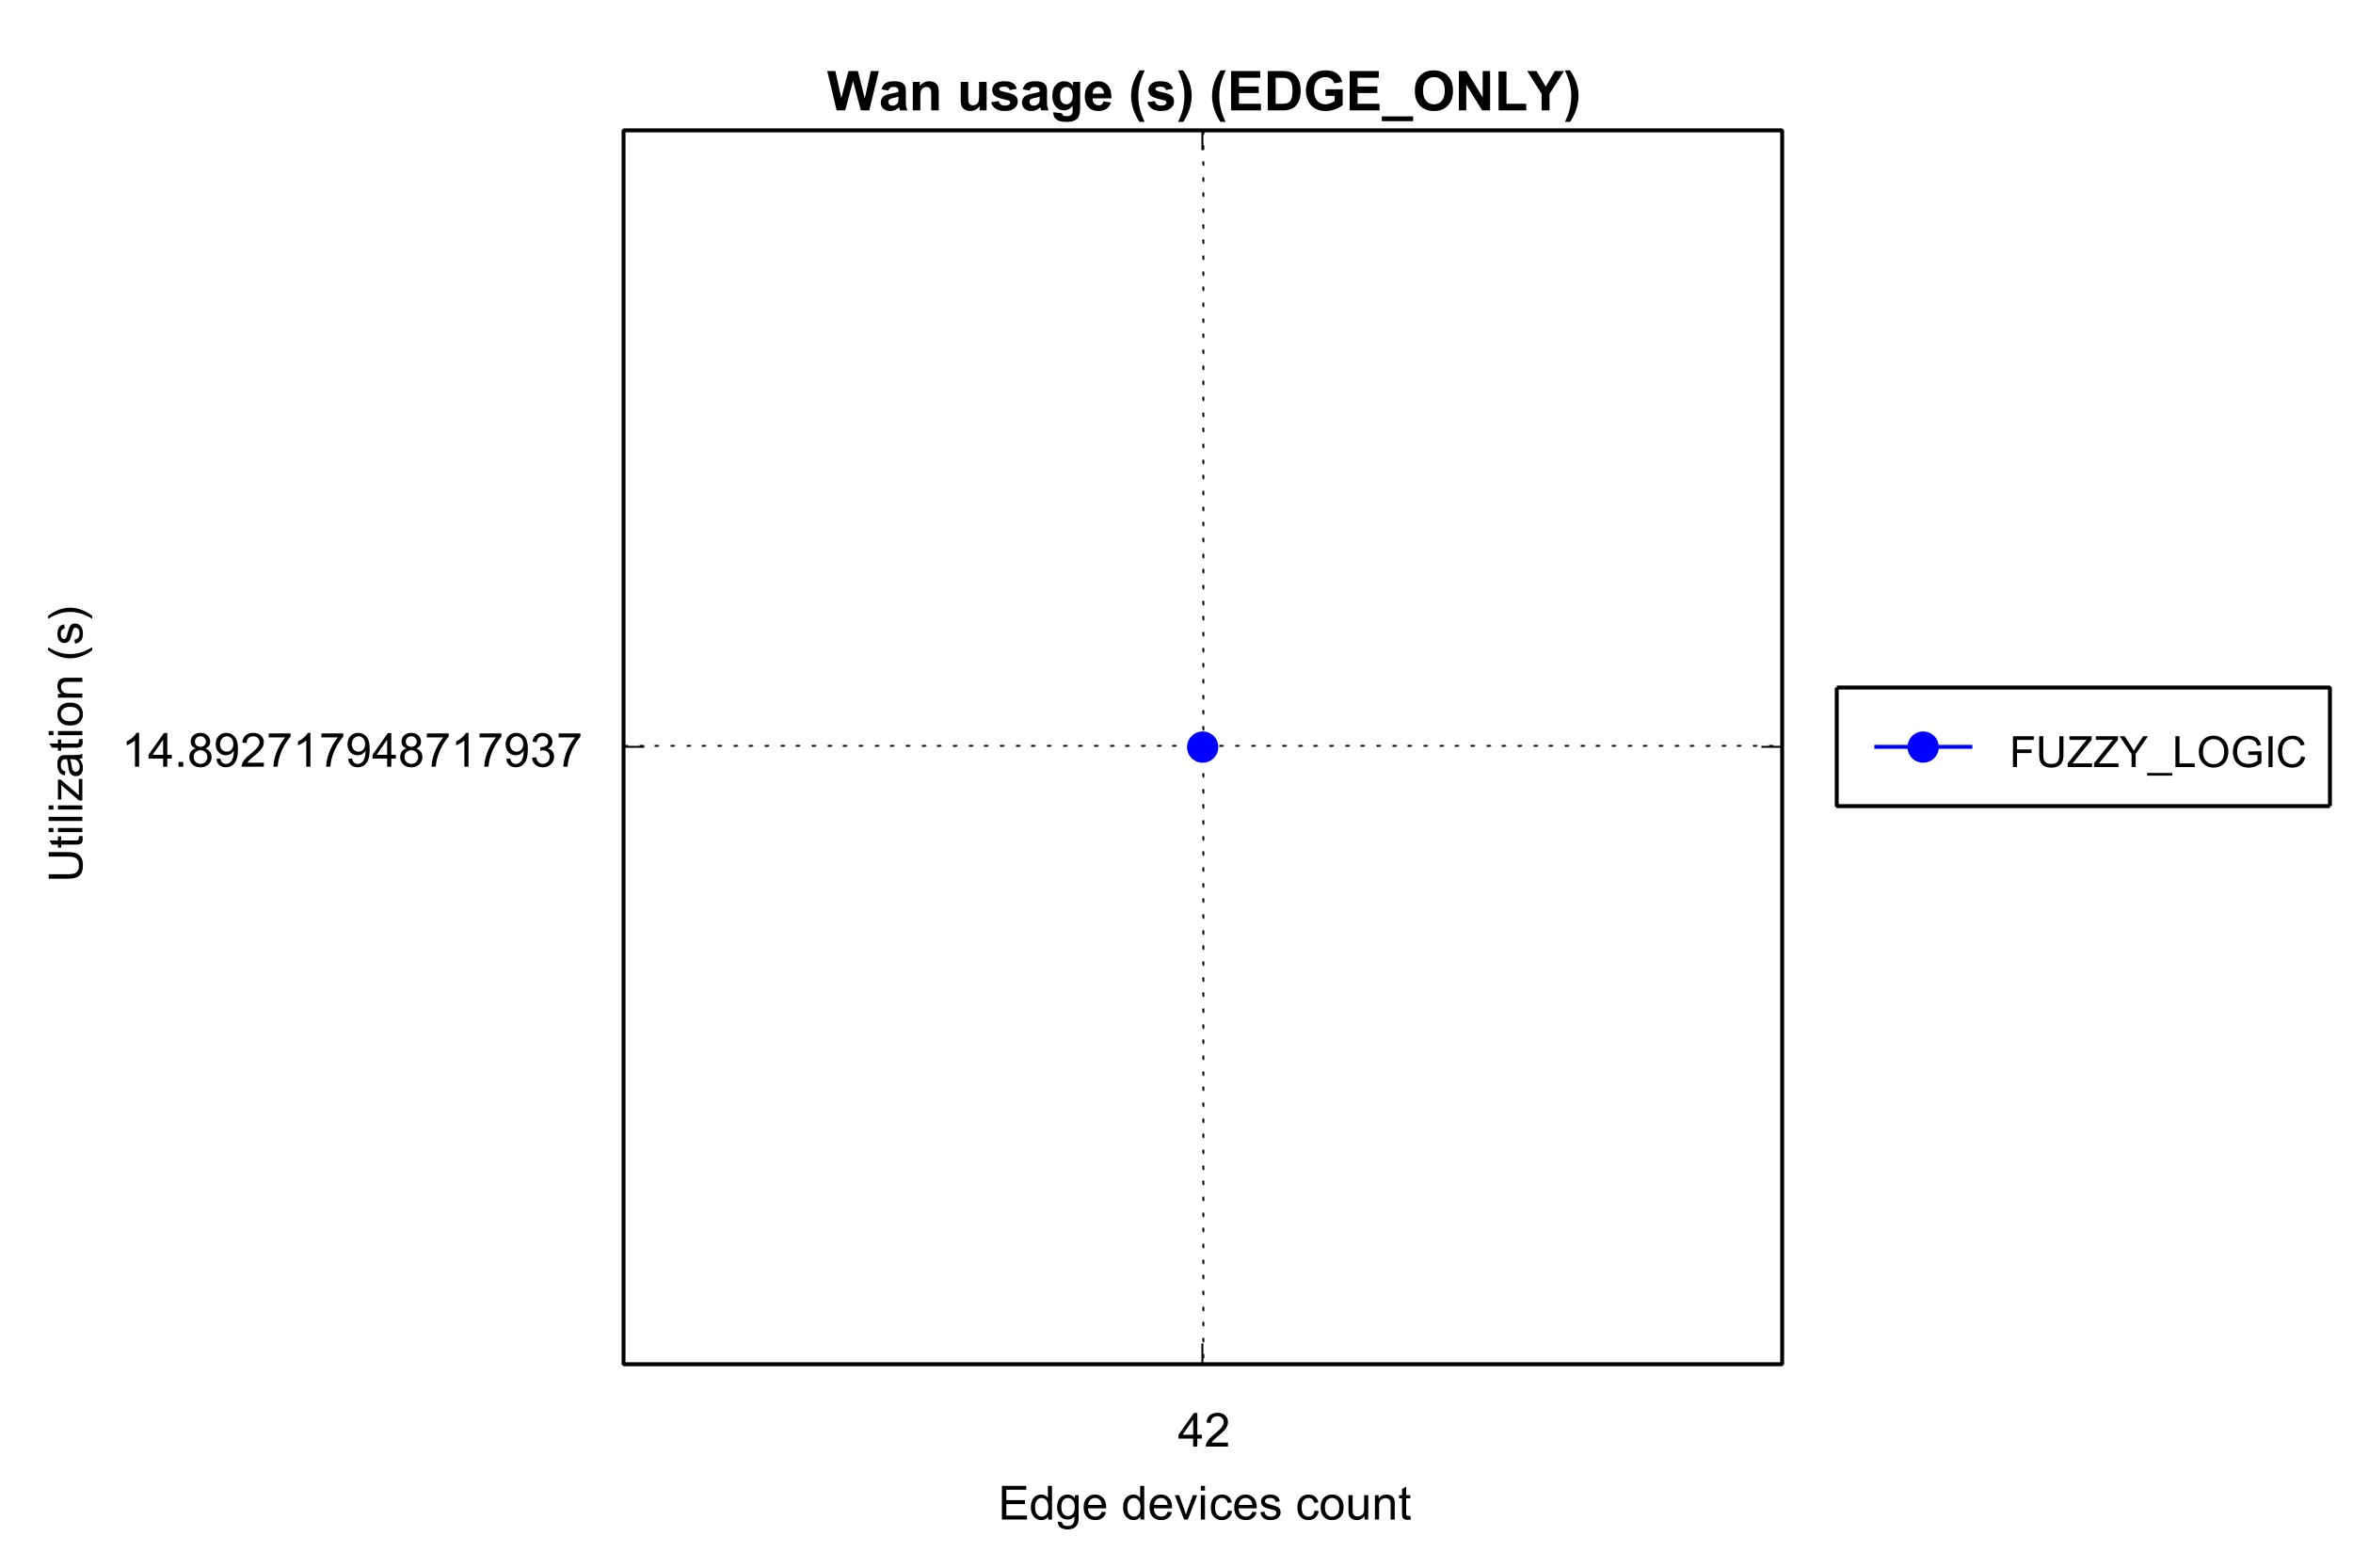 Wan usage (s) (EDGE_ONLY)
Utilization (s)
14.892717948717937
FUZZY_LOGIC
42
Edge devices count